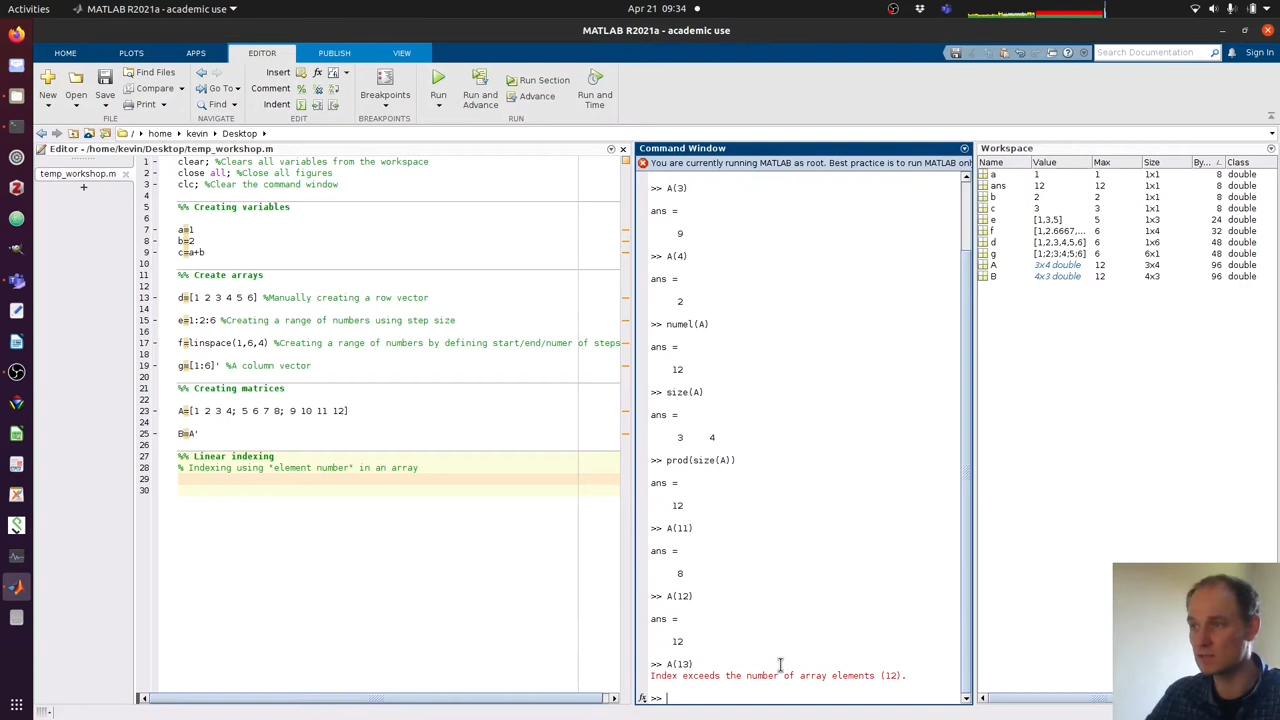 Activities
MATLAB R2021a - academic use
Apr 21 09:34
MATLAB R2021a - academic use
HOME PLOTS APPS EDITOR PUBLISH VIEW
Search Documentation
Sign In
New Open Save
Find Files
Compare
Print
Go To
Find
Insert
Comment
Indent
Breakpoints
Run
Run and Advance
Run Section
Advance
Run and Time
FILE NAVIGATE EDIT BREAKPOINTS RUN
/ home kevin Desktop
Editor - /home/kevin/Desktop/temp_workshop.m
temp_workshop.m
+
1 clear; %Clears all variables from the workspace
2 close all; %Close all figures
3 clc; %Clear the command window
4
5 %% Creating variables
6
7 a=1
8 b=2
9 c=a+b
10
11 %% Create arrays
12
13 d=[1 2 3 4 5 6] %Manually creating a row vector
14
15 e=1:2:6 %Creating a range of numbers using step size
16
17 f=linspace(1,6,4) %Creating a range of numbers by defining start/end/numer of steps
18
19 g=[1:6]' %A column vector
20
21 %% Creating matrices
22
23 A=[1 2 3 4; 5 6 7 8; 9 10 11 12]
24
25 B=A'
26
27 %% Linear indexing
28 % Indexing using "element number" in an array
29
30
Command Window
You are currently running MATLAB as root. Best practice is to run MATLAB onl
>> A(3)
ans =
9
>> A(4)
ans =
2
>> numel(A)
ans =
12
>> size(A)
ans =
3 4
>> prod(size(A))
ans =
12
>> A(11)
ans =
8
>> A(12)
ans =
12
>> A(13)
Index exceeds the number of array elements (12).
fx >>
Workspace
Name Value Max Size By... Class
a 1 1 1x1 8 double
ans 12 12 1x1 8 double
b 2 2 1x1 8 double
c 3 3 1x1 8 double
e [1,3,5] 5 1x3 24 double
f [1,2.6667,... 6 1x4 32 double
d [1,2,3,4,5,6] 6 1x6 48 double
g [1;2;3;4;5;6] 6 6x1 48 double
A 3x4 double 12 3x4 96 double
B 4x3 double 12 4x3 96 double